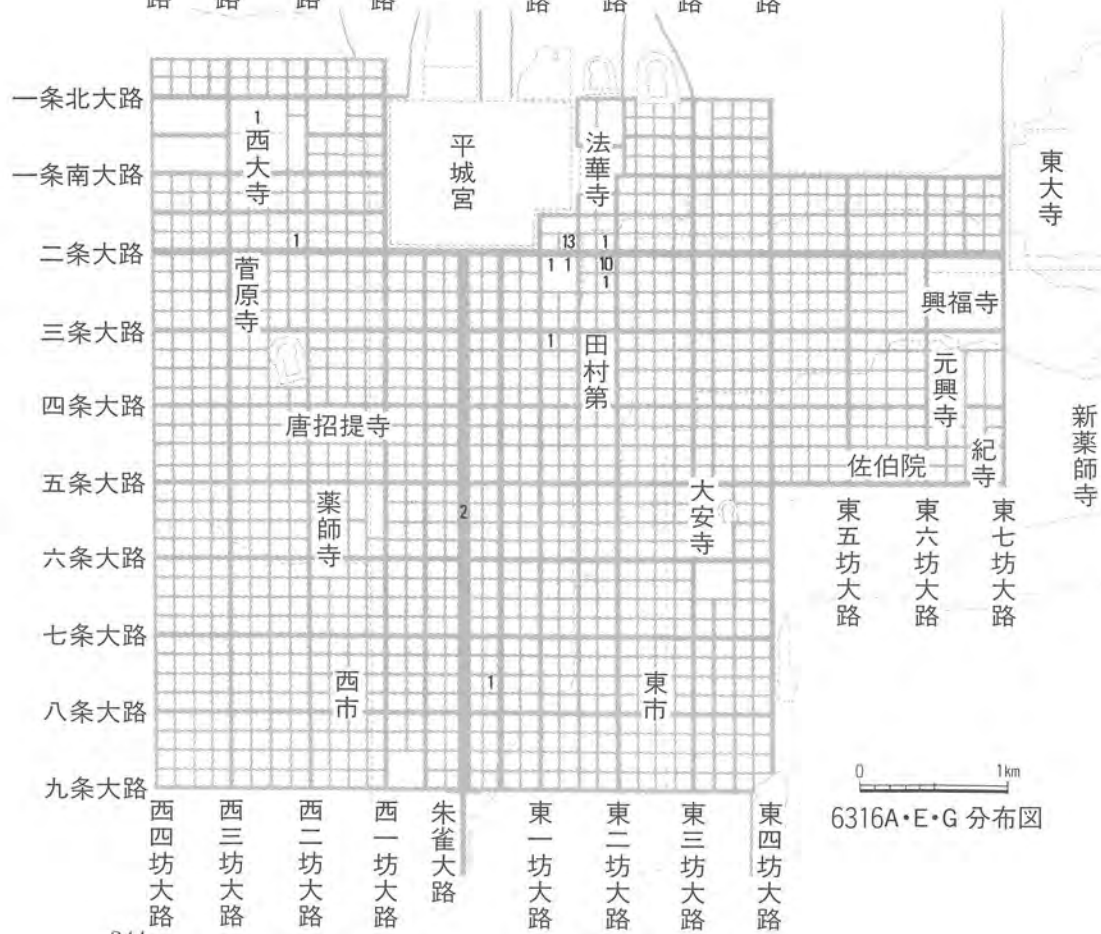 路 路 路 路 路 路 路 路
一条北大路
一条南大路
二条大路
三条大路
四条大路
五条大路
六条大路
七条大路
八条大路
九条大路
1
西大寺
平城宮
法華寺
東大寺
1
13
1
1
1
10
1
菅原寺
興福寺
1
田村第
元興寺
唐招提寺
新薬師寺
佐伯院
紀寺
薬師寺
2
大安寺
東五坊大路
東六坊大路
東七坊大路
西市
1
東市
0 1km
6316A・E・G 分布図
西四坊大路
西三坊大路
西二坊大路
西一坊大路
朱雀大路
東一坊大路
東二坊大路
東三坊大路
東四坊大路